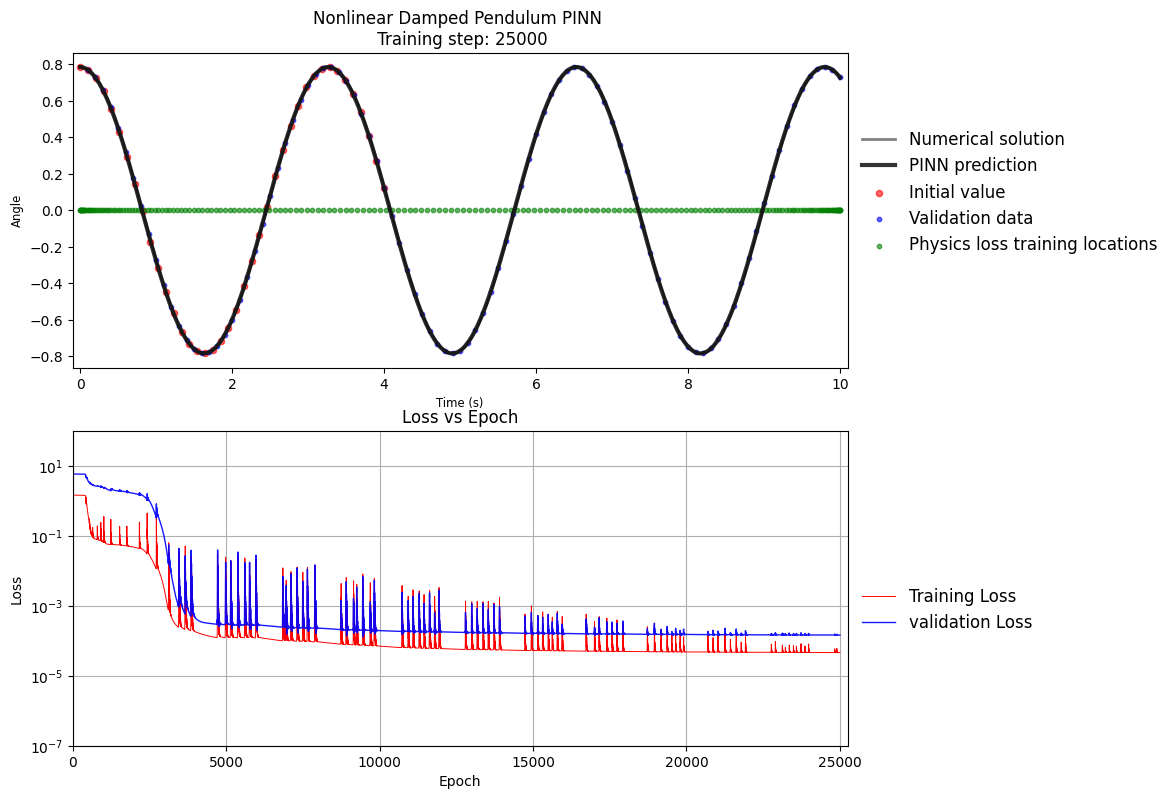 Nonlinear Damped Pendulum PINN
Training step: 25000
0.8
0.6
0.4
0.2
0.0
−0.2
−0.4
−0.6
−0.8
Angle
0 2 4 6 8 10
Time (s)
Numerical solution
PINN prediction
Initial value
Validation data
Physics loss training locations
Loss vs Epoch
10^1
10^−1
10^−3
10^−5
10^−7
Loss
0 5000 10000 15000 20000 25000
Epoch
Training Loss
validation Loss